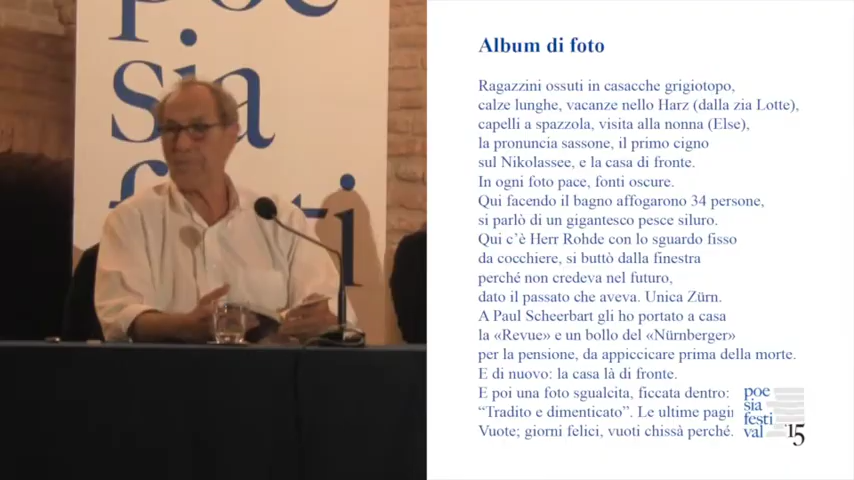 poe
sia
festi
Album di foto
Ragazzini ossuti in casacche grigiotopo,
calze lunghe, vacanze nello Harz (dalla zia Lotte),
capelli a spazzola, visita alla nonna (Else),
la pronuncia sassone, il primo cigno
sul Nikolassee, e la casa di fronte.
In ogni foto pace, fonti oscure.
Qui facendo il bagno affogarono 34 persone,
si parlò di un gigantesco pesce siluro.
Qui c'è Herr Rohde con lo sguardo fisso
da cocchiere, si buttò dalla finestra
perché non credeva nel futuro,
dato il passato che aveva. Unica Zürn.
A Paul Scheerbart gli ho portato a casa
la «Revue» e un bollo del «Nürnberger»
per la pensione, da appiccicare prima della morte.
E di nuovo: la casa là di fronte.
E poi una foto sgualcita, ficcata dentro:
“Tradito e dimenticato”. Le ultime pagin
Vuote; giorni felici, vuoti chissà perché.
poe
sia
festi
val '15